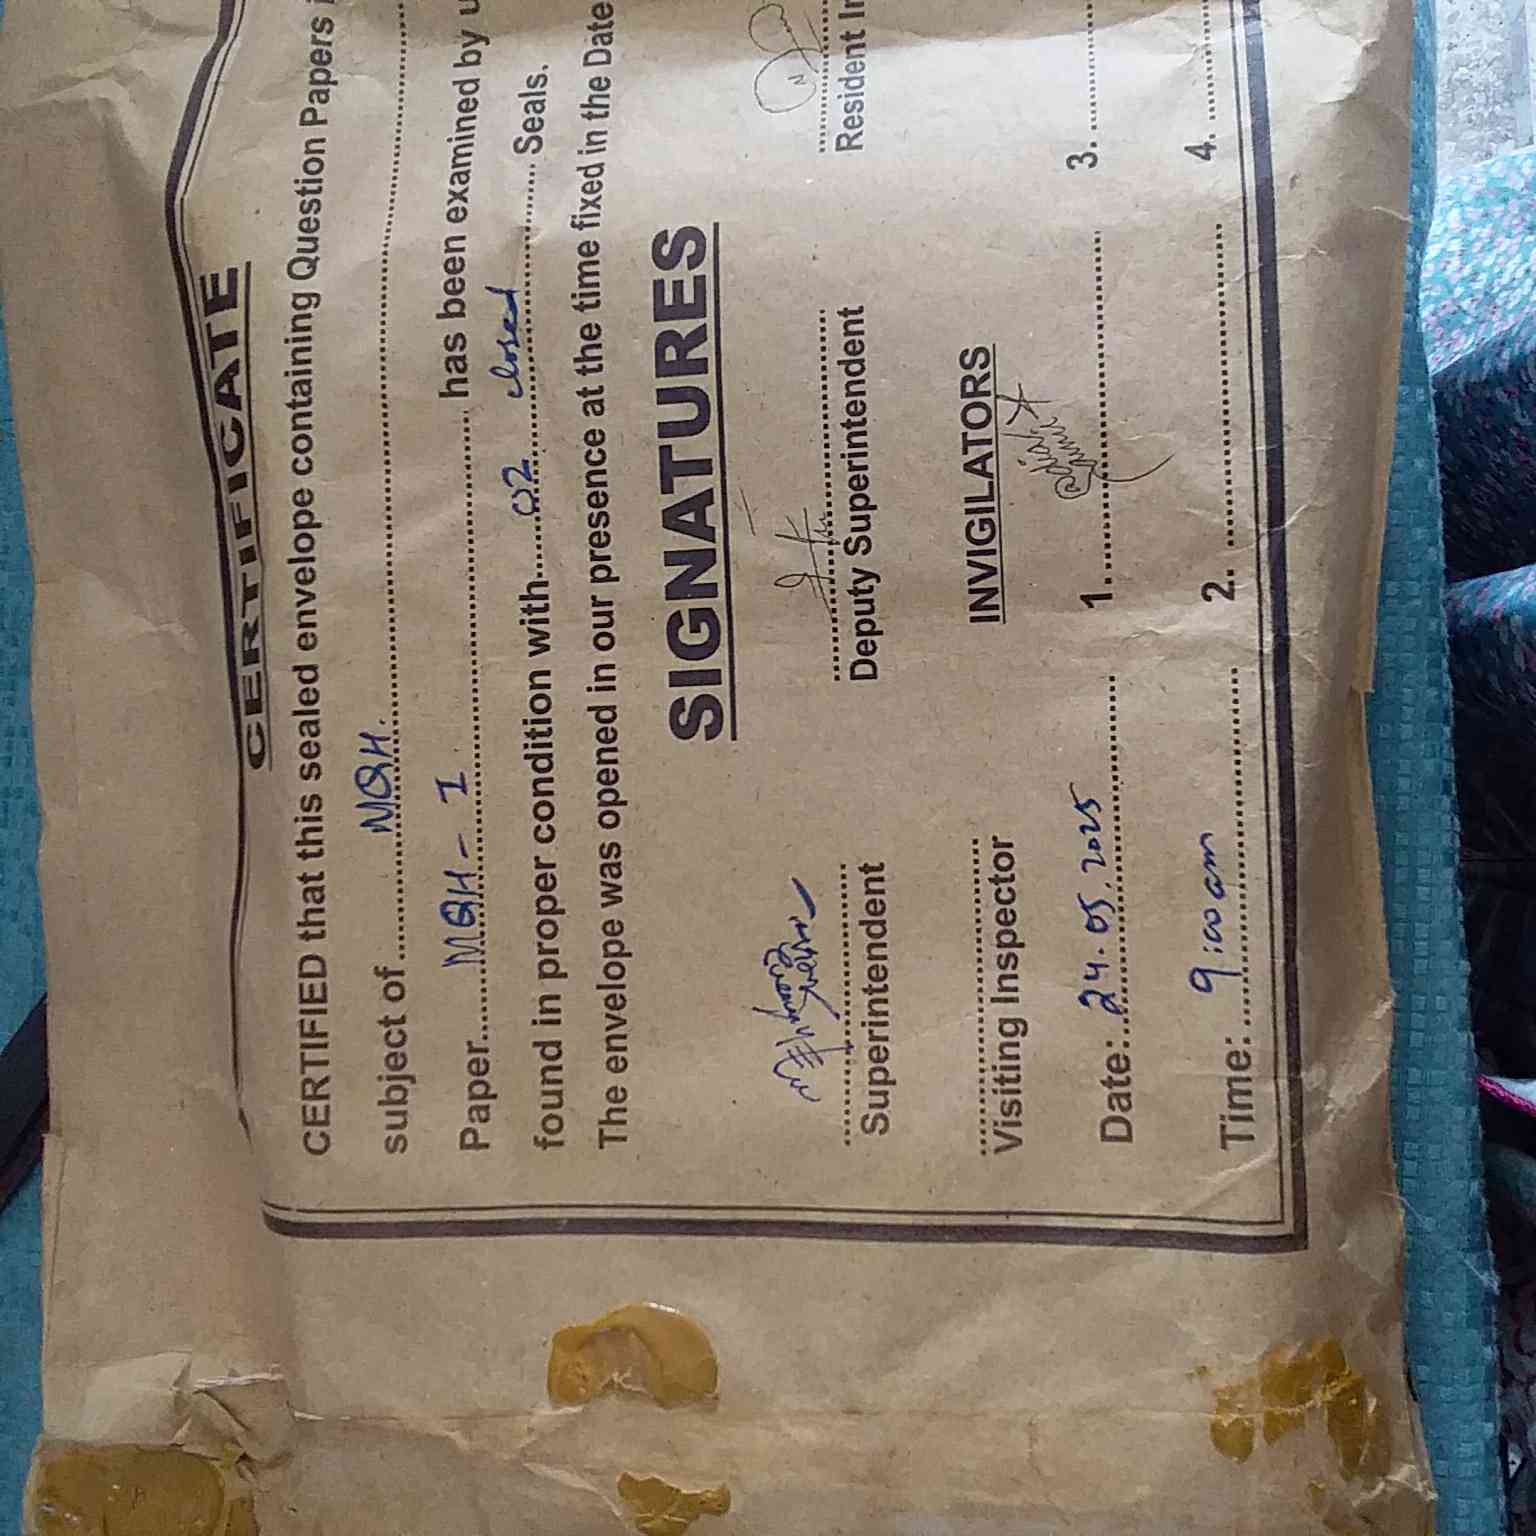 CERTIFICATE
CERTIFIED that this sealed envelope containing Question Papers
subject of MQH.
Paper MQH - I has been examined by
found in proper condition with 02 closed Seals.
The envelope was opened in our presence at the time fixed in the Date
SIGNATURES
Superintendent Deputy Superintendent Resident
Visiting Inspector INVIGILATORS
Date: 24.05.2025 1. 3.
Time: 9:00 am 2. 4.